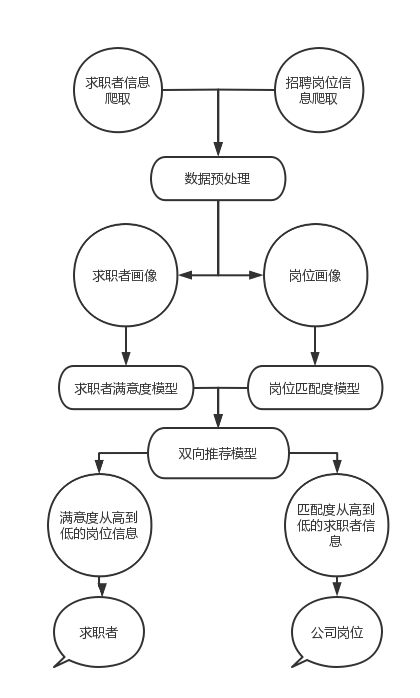 求职者信息
爬取
招聘岗位信
息爬取
数据预处理
求职者画像
岗位画像
求职者满意度模型
岗位匹配度模型
双向推荐模型
满意度从高到
低的岗位信息
匹配度从高到
低的求职者信
息
求职者
公司岗位